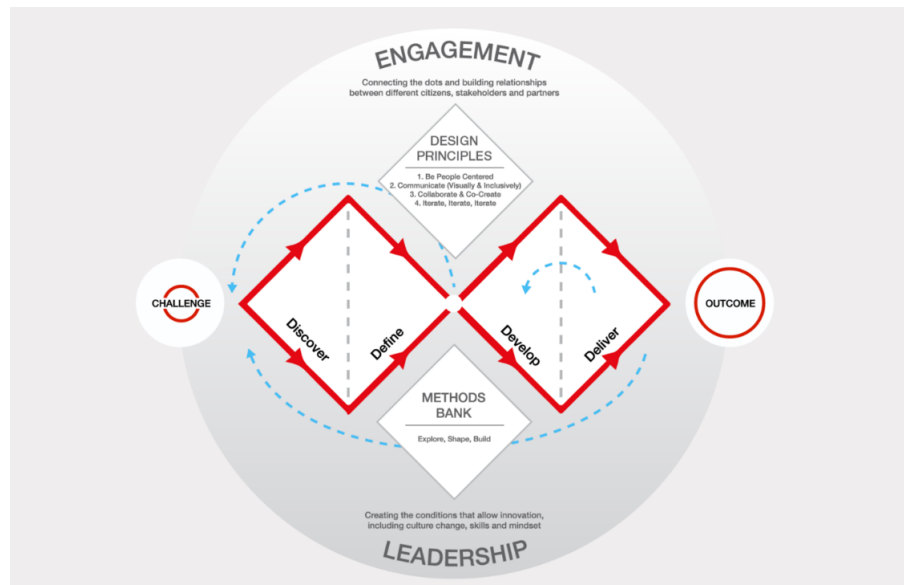 ENGAGEMENT
Connecting the dots and building relationships
between different citizens, stakeholders and partners
DESIGN
PRINCIPLES
1. Be People Centered
2. Communicate (Visually & Inclusively)
3. Collaborate & Co-Create
4. Iterate, Iterate, Iterate
CHALLENGE
Discover
Define
Develop
Deliver
OUTCOME
METHODS
BANK
Explore, Shape, Build
Creating the conditions that allow innovation,
including culture change, skills and mindset
LEADERSHIP